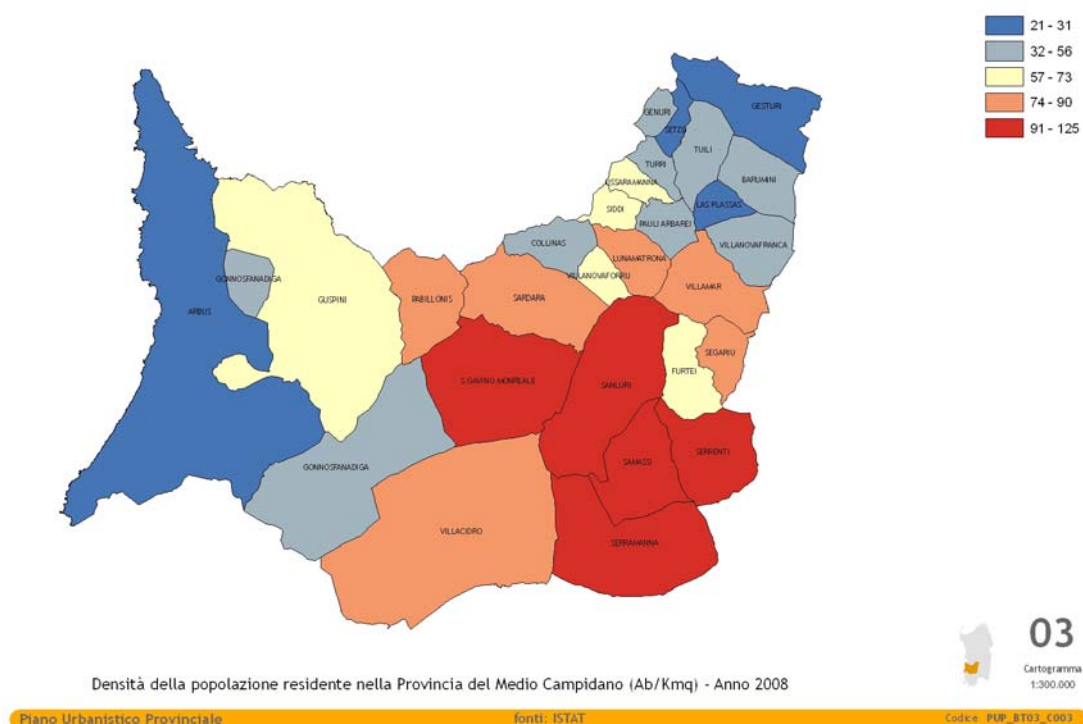 21 - 31
32 - 56
57 - 73
74 - 90
91 - 125
GESTURI
GENURI
SETZU
TUILI
TURRI
BARUMINI
USSARAMANNA
LAS PLASSAS
SIDDI
PAULI ARBAREI
COLLINAS
VILLANOVAFRANCA
LUNAMATRONA
VILLANOVAFORRU
GONNOSFANADIGA
VILLAMAR
GUSPINI
PABILLONIS
SARDARA
ARBUS
SEGARIU
FURTEI
S.GAVINO MONREALE
SANLURI
SERRENTI
SAMASSI
GONNOSFANADIGA
VILLACIDRO
SERRAMANNA
03
Cartogramma
1:300.000
Densità della popolazione residente nella Provincia del Medio Campidano (Ab/Kmq) - Anno 2008
Piano Urbanistico Provinciale
fonti: ISTAT
Codice PUP_BT03_C003